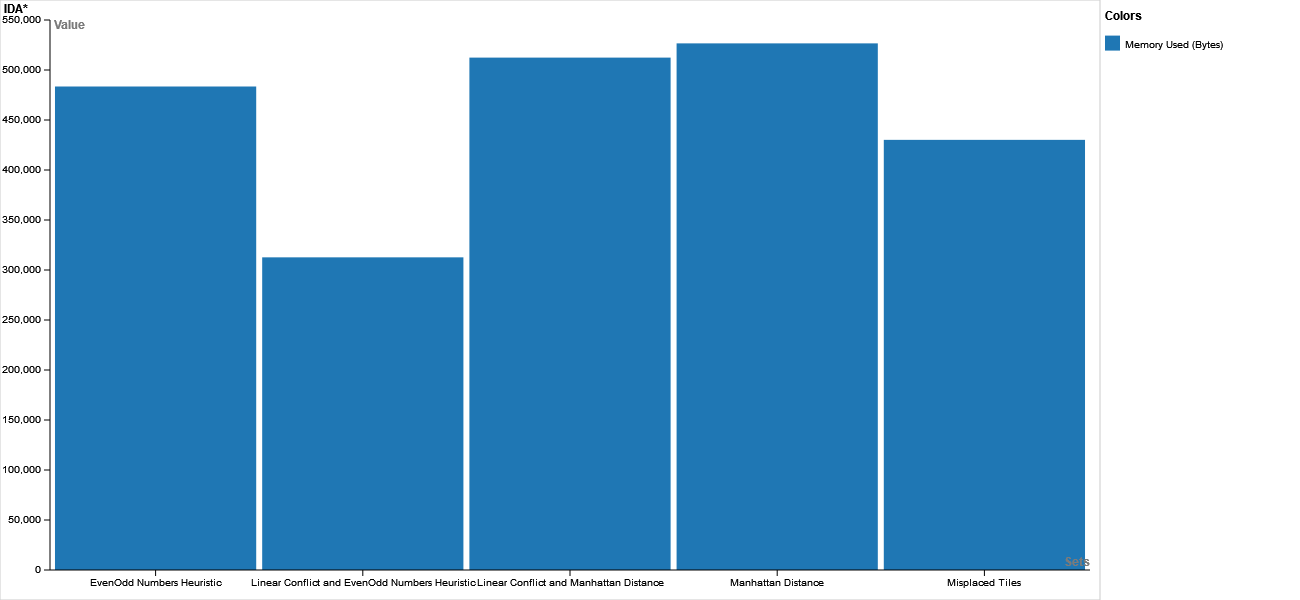 IDA*
550,000
Value
500,000
450,000
400,000
350,000
300,000
250,000
200,000
150,000
100,000
50,000
0
Sets
EvenOdd Numbers Heuristic
Linear Conflict and EvenOdd Numbers Heuristic
Linear Conflict and Manhattan Distance
Manhattan Distance
Misplaced Tiles
Colors
Memory Used (Bytes)